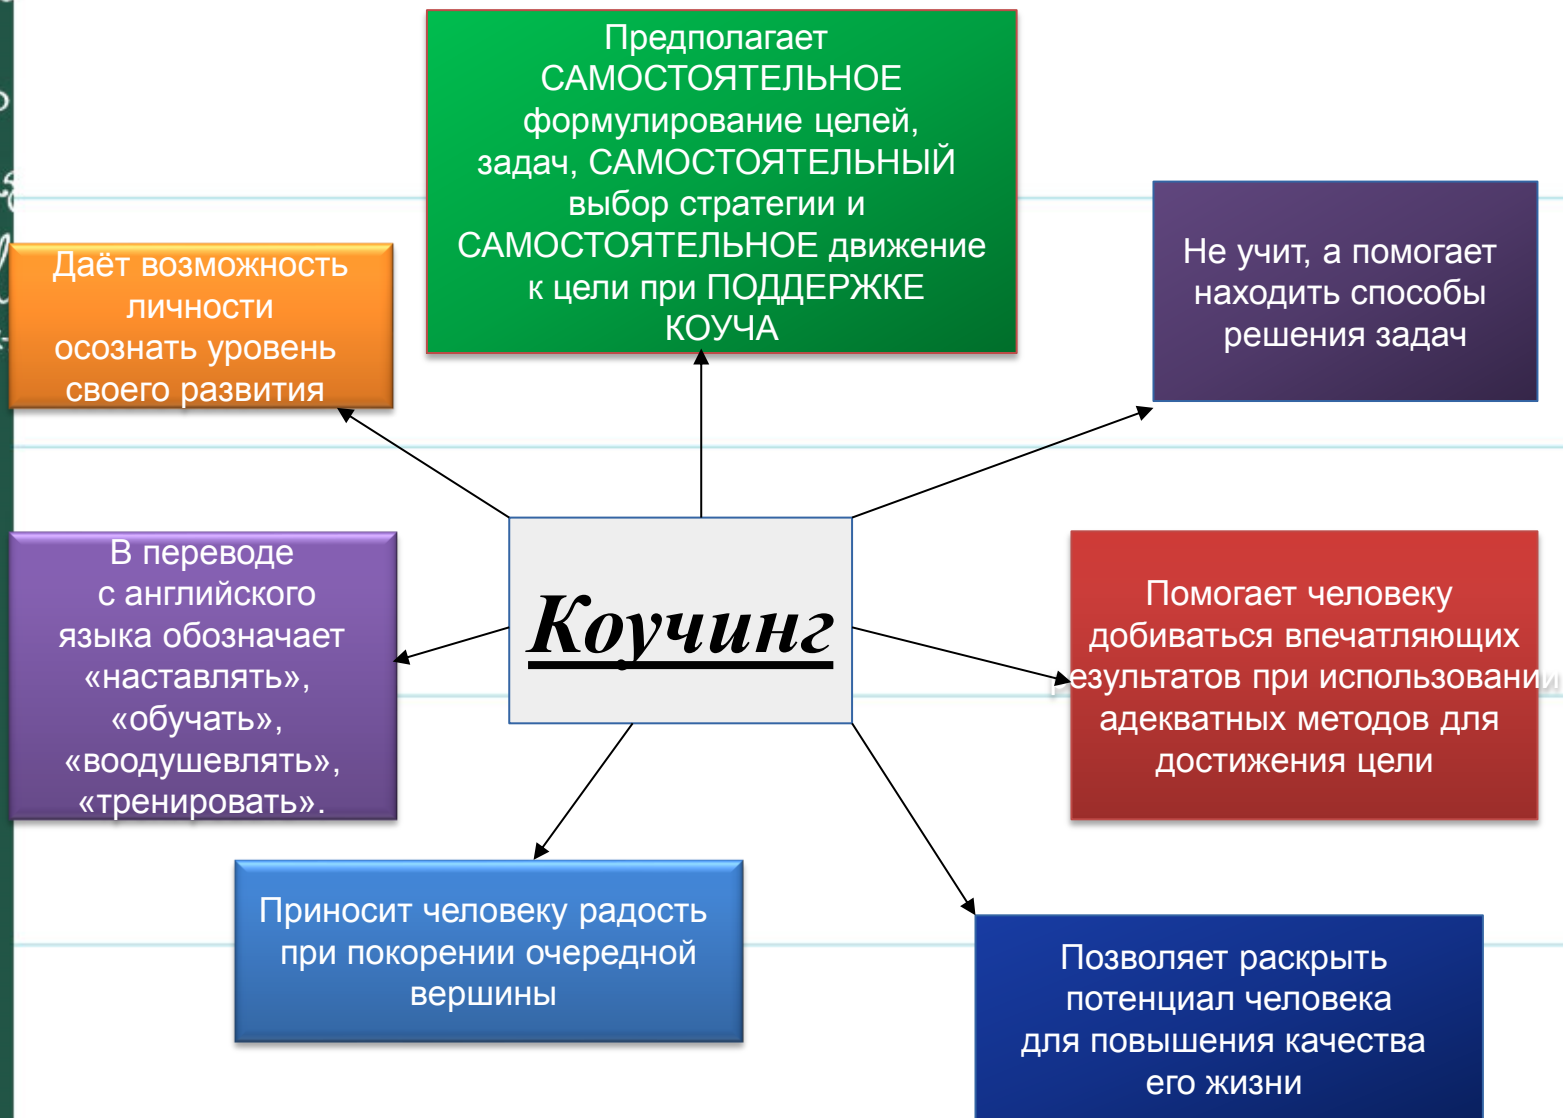 Предполагает
САМОСТОЯТЕЛЬНОЕ
формулирование целей,
задач, САМОСТОЯТЕЛЬНЫЙ
выбор стратегии и
САМОСТОЯТЕЛЬНОЕ движение
к цели при ПОДДЕРЖКЕ
КОУЧА
Даёт возможность
личности
осознать уровень
своего развития
Не учит, а помогает
находить способы
решения задач
В переводе
с английского
языка обозначает
«наставлять»,
«обучать»,
«воодушевлять»,
«тренировать».
Коучинг
Помогает человеку
добиваться впечатляющих
результатов при использовании
адекватных методов для
достижения цели
Приносит человеку радость
при покорении очередной
вершины
Позволяет раскрыть
потенциал человека
для повышения качества
его жизни